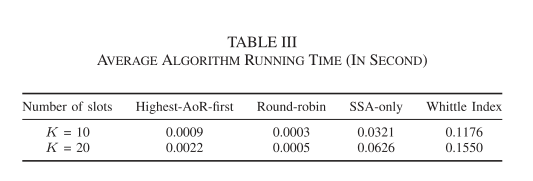 TABLE III
AVERAGE ALGORITHM RUNNING TIME (IN SECOND)
Number of slots Highest-AoR-first Round-robin SSA-only Whittle Index
K = 10 0.0009 0.0003 0.0321 0.1176
K = 20 0.0022 0.0005 0.0626 0.1550